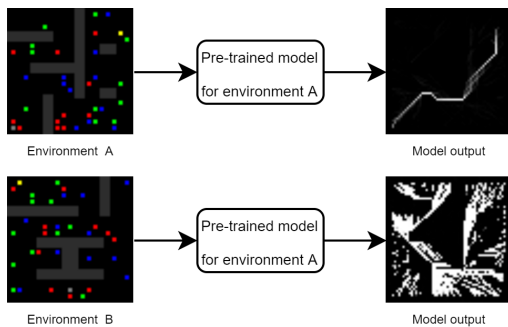 Pre-trained model
for environment A
Environment A
Model output
Pre-trained model
for environment A
Environment B
Model output